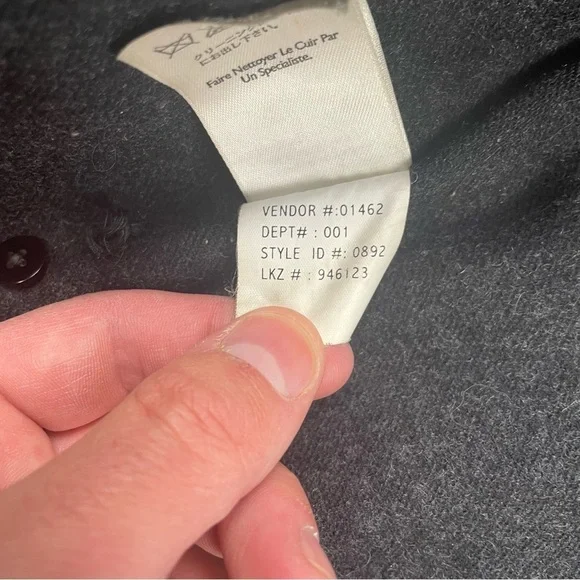 Faire Nettoyer Le Cuir Par
Un Specialiste.
VENDOR #:01462
DEPT# : 001
STYLE ID #: 0892
LKZ # : 946123